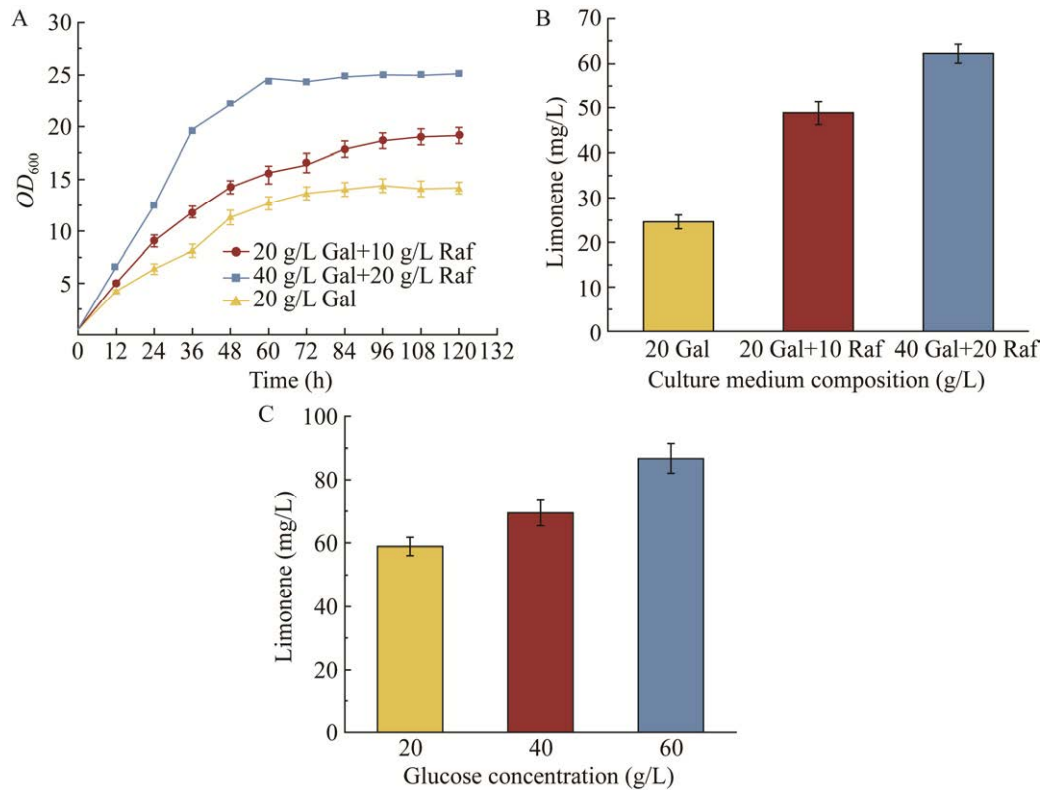 A
30
25
20
15
10
5
OD600
0 12 24 36 48 60 72 84 96 108 120 132
Time (h)
20 g/L Gal+10 g/L Raf
40 g/L Gal+20 g/L Raf
20 g/L Gal
B
70
60
50
40
30
20
10
0
Limonene (mg/L)
20 Gal 20 Gal+10 Raf 40 Gal+20 Raf
Culture medium composition (g/L)
C
100
80
60
40
20
0
Limonene (mg/L)
20 40 60
Glucose concentration (g/L)